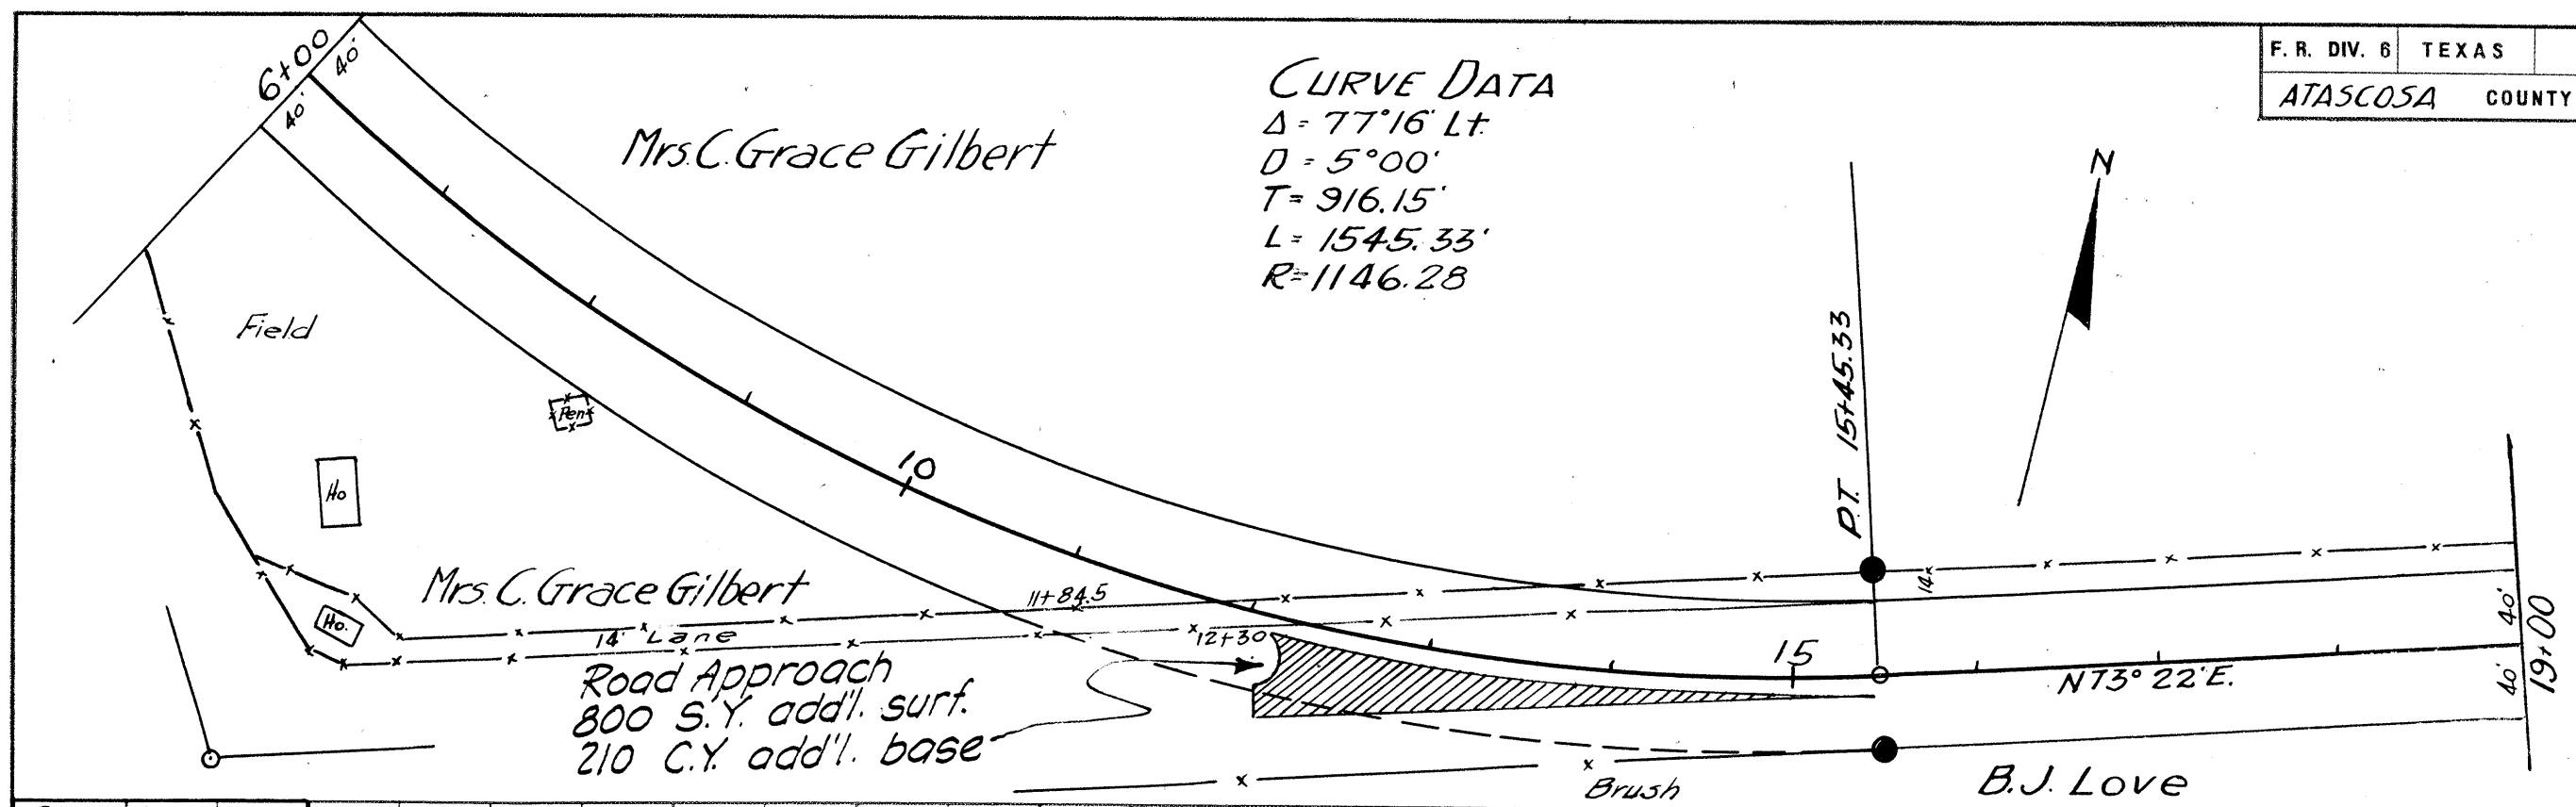 F. R. DIV. 6 TEXAS
ATASCOSA COUNTY
CURVE DATA
Δ = 77°16' Lt.
D = 5°00'
T = 916.15'
L = 1545.33'
R = 1146.28
6+00
40'
40'
Mrs. C. Grace Gilbert
N
Field
Pen
Ho
10
P.T. 15+45.33
Mrs. C. Grace Gilbert
Ho.
14' Lane
11+84.5
12+30
14
15
N73° 22' E.
40'
40'
19+00
Road Approach
800 S.Y. add'l. surf.
210 C.Y. add'l. base
Brush
B.J. Love